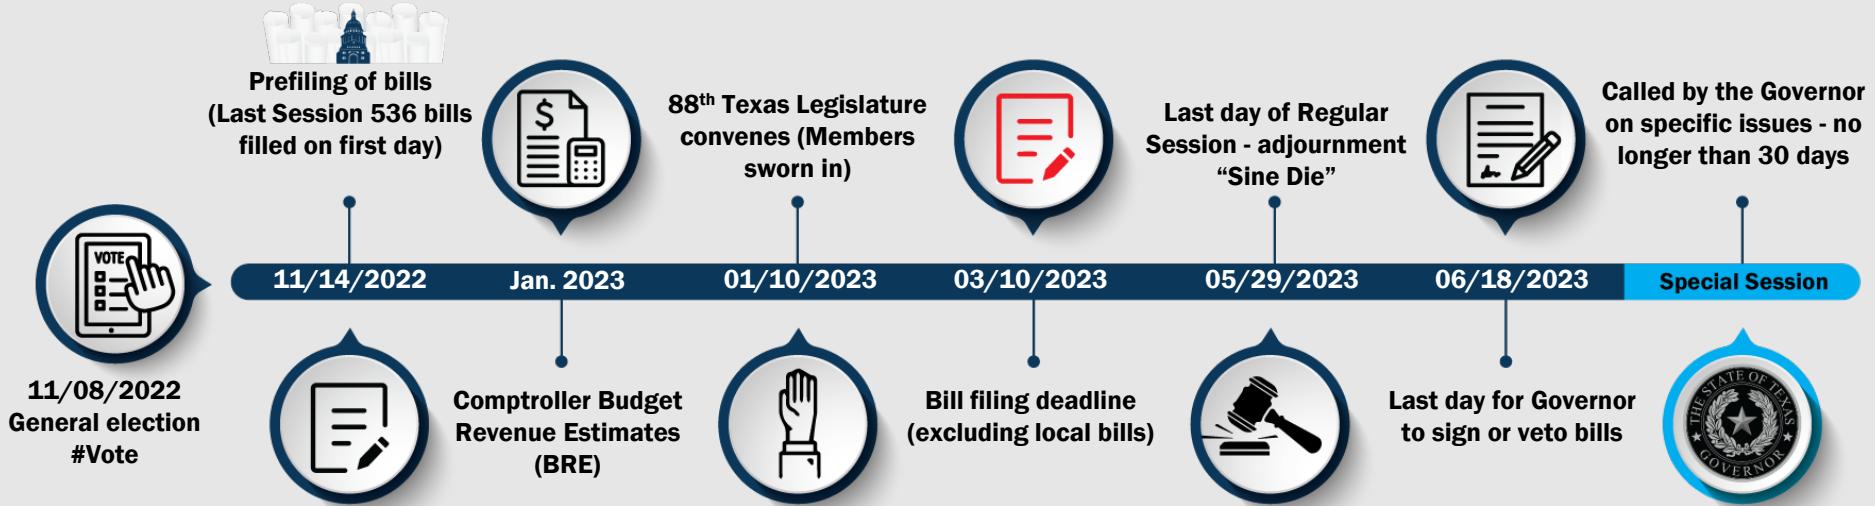 VOTE
11/08/2022
General election
#Vote
Prefiling of bills
(Last Session 536 bills
filled on first day)
11/14/2022
$
Jan. 2023
Comptroller Budget
Revenue Estimates
(BRE)
88th Texas Legislature
convenes (Members
sworn in)
01/10/2023
03/10/2023
Bill filing deadline
(excluding local bills)
Last day of Regular
Session - adjournment
“Sine Die”
05/29/2023
06/18/2023
Last day for Governor
to sign or veto bills
Called by the Governor
on specific issues - no
longer than 30 days
Special Session
THE STATE OF TEXAS
GOVERNOR